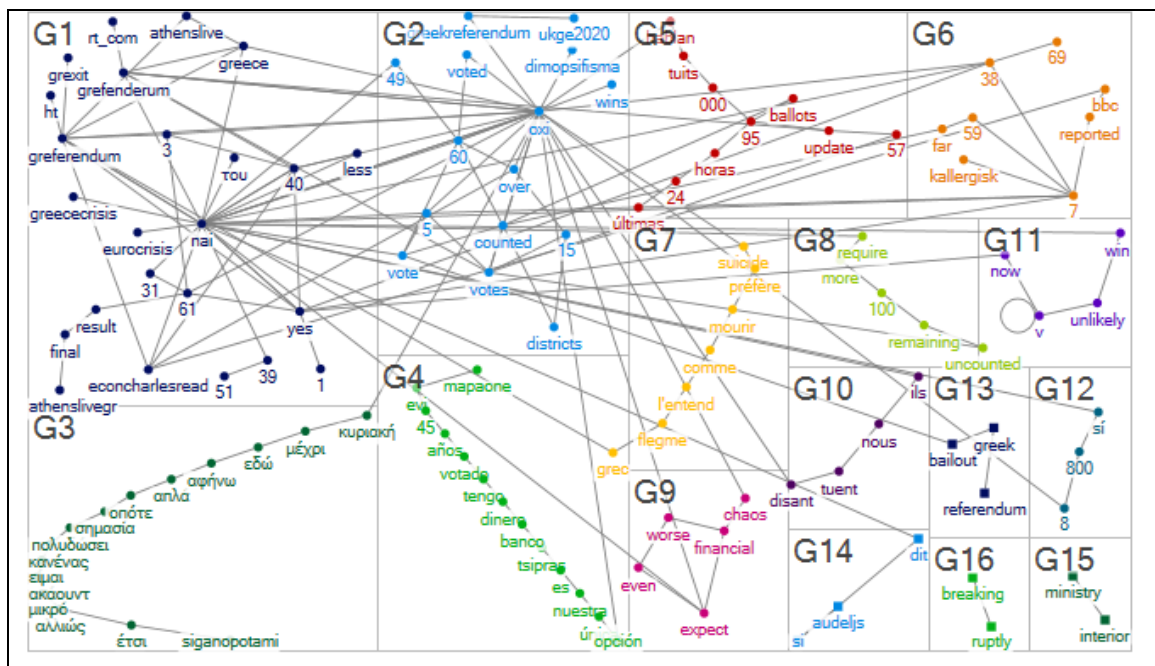 G1
rt_com
athenslive
grexit
greece
grefenderum
ht
greferendum
3
του
40
less
greececrisis
nai
eurocrisis
31
61
result
yes
final
econcharlesread
51
39
1
athenslivegr
G2
greekreferendum
ukge2020
49
voted
dimopsifisma
wins
oxi
60
over
5
counted
15
vote
votes
districts
G3
κυριακή
μέχρι
εδώ
αφήνω
απλά
οπότε
σημασία
πολυδωσει
κανένας
ειμαι
ακαουντ
μικρό
αλλιώς
έτσι
siganopotami
G4
mapaone
45
años
votado
tengo
dinero
banco
tsipras
es
nuestra
opción
G5
tuits
000
ballots
95
update
57
horas
24
últimas
G6
69
38
bbc
59
far
reported
kallergisk
7
G7
suicide
préfère
mourir
comme
l'entend
flegme
grec
G8
require
more
100
remaining
uncounted
G9
chaos
worse
financial
even
expect
G10
ils
nous
tuent
disant
G11
win
now
v
unlikely
G12
sí
800
8
G13
greek
bailout
referendum
G14
dit
audeljs
si
G15
ministry
interior
G16
breaking
ruptly